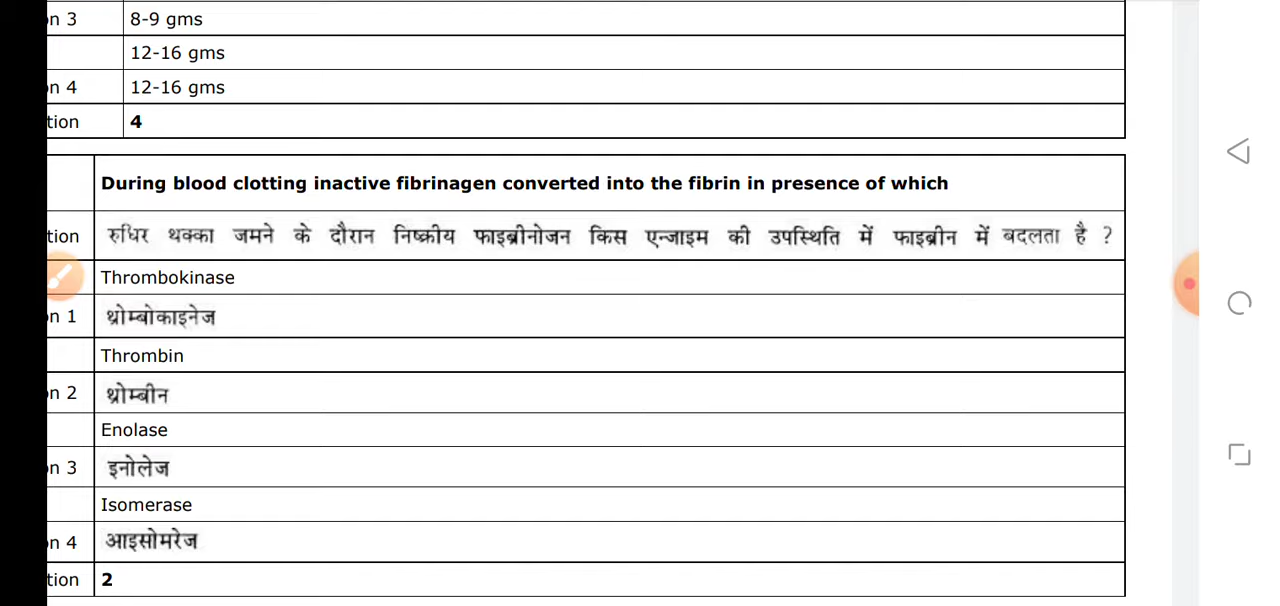 n 3 8-9 gms
12-16 gms
n 4 12-16 gms
tion 4
During blood clotting inactive fibrinagen converted into the fibrin in presence of which
tion रुधिर थक्का जमने के दौरान निष्क्रीय फाइब्रीनोजन किस एन्जाइम की उपस्थिति में फाइब्रीन में बदलता है ?
Thrombokinase
n 1 थ्रोम्बोकाइनेज
Thrombin
n 2 थ्रोम्बीन
Enolase
n 3 इनोलेज
Isomerase
n 4 आइसोमरेज
tion 2